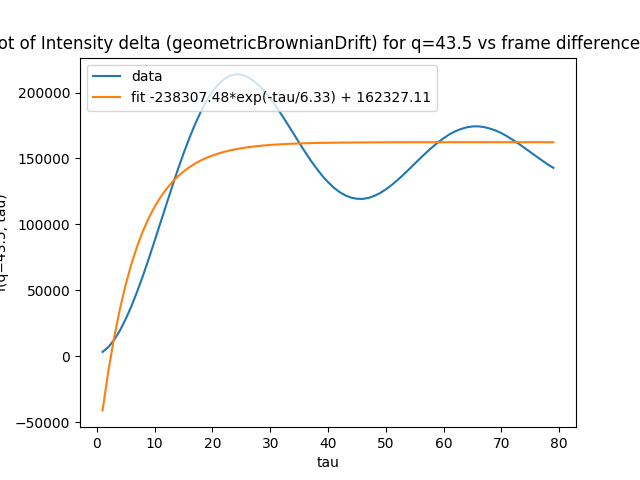 ot of Intensity delta (geometricBrownianDrift) for q=43.5 vs frame difference
data
fit -238307.48*exp(-tau/6.33) + 162327.11
200000
150000
100000
50000
0
−50000
0 10 20 30 40 50 60 70 80
tau